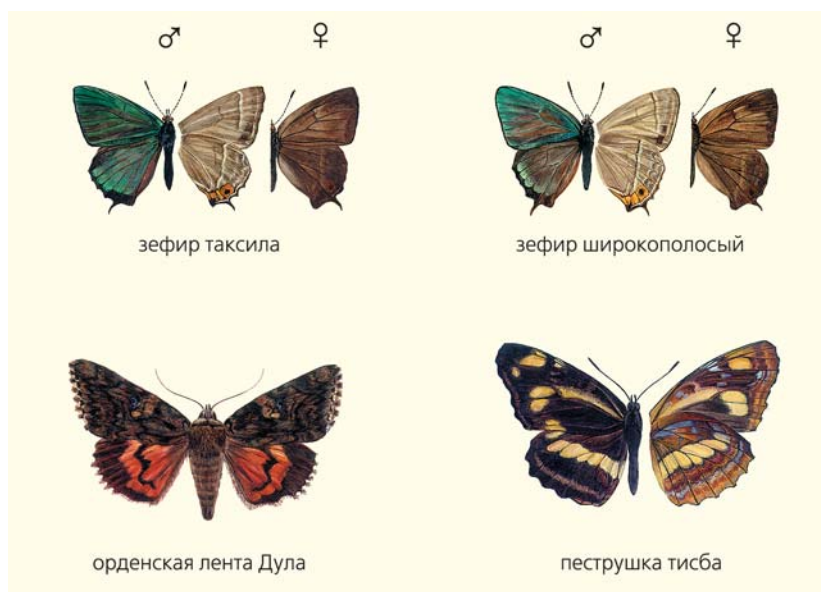 ♂ ♀ ♂ ♀
зефир таксила
зефир широкополосый
орденская лента Дула
пеструшка тисба